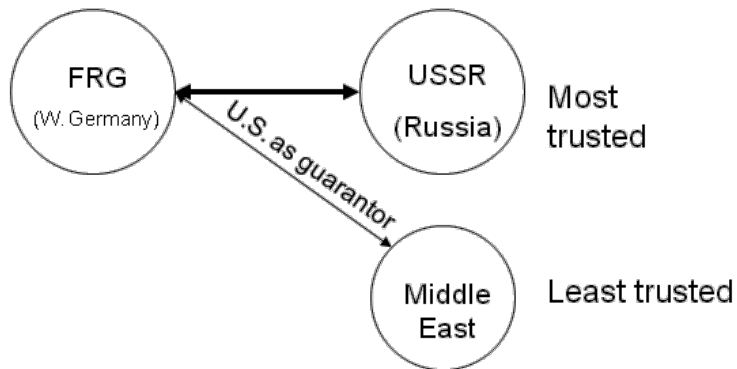 FRG
(W. Germany)
USSR
(Russia)
Most
trusted
U.S. as guarantor
Middle
East
Least trusted